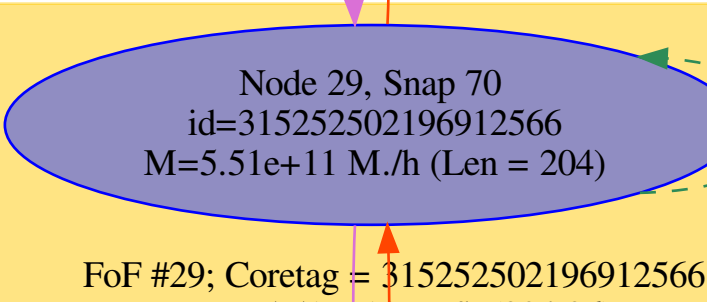 Node 29, Snap 70
id=315252502196912566
M=5.51e+11 M./h (Len = 204)
FoF #29; Coretag = 315252502196912566